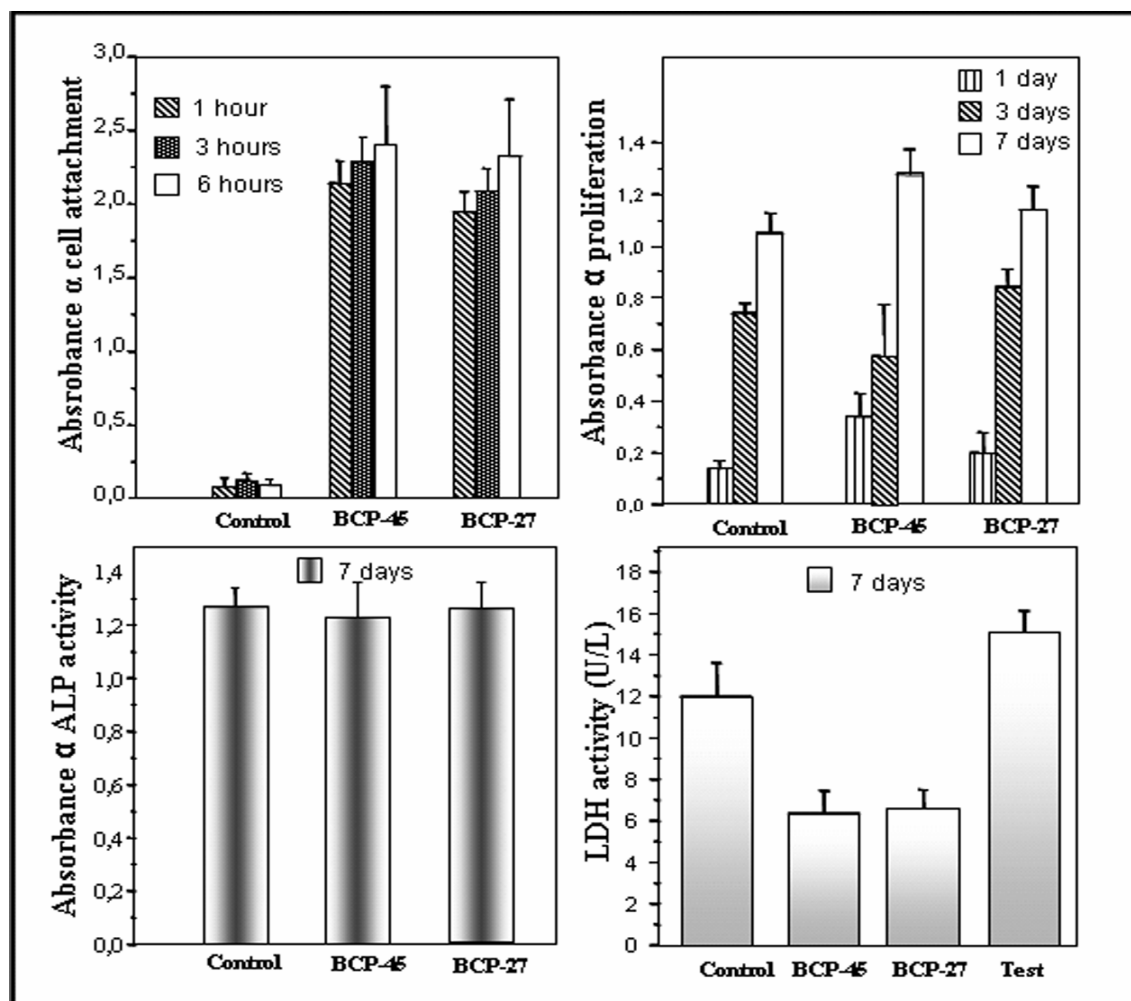 Absrobance α cell attachment
3,0
2,5
2,0
1,5
1,0
0,5
0,0
1 hour
3 hours
6 hours
Control BCP-45 BCP-27
Absorbance α proliferation
1,4
1,2
1,0
0,8
0,6
0,4
0,2
0,0
1 day
3 days
7 days
Control BCP-45 BCP-27
Absorbance α ALP activity
1,4
1,2
1,0
0,8
0,6
0,4
0,2
0,0
7 days
Control BCP-45 BCP-27
LDH activity (U/L)
18
16
14
12
10
8
6
4
2
0
7 days
Control BCP-45 BCP-27 Test